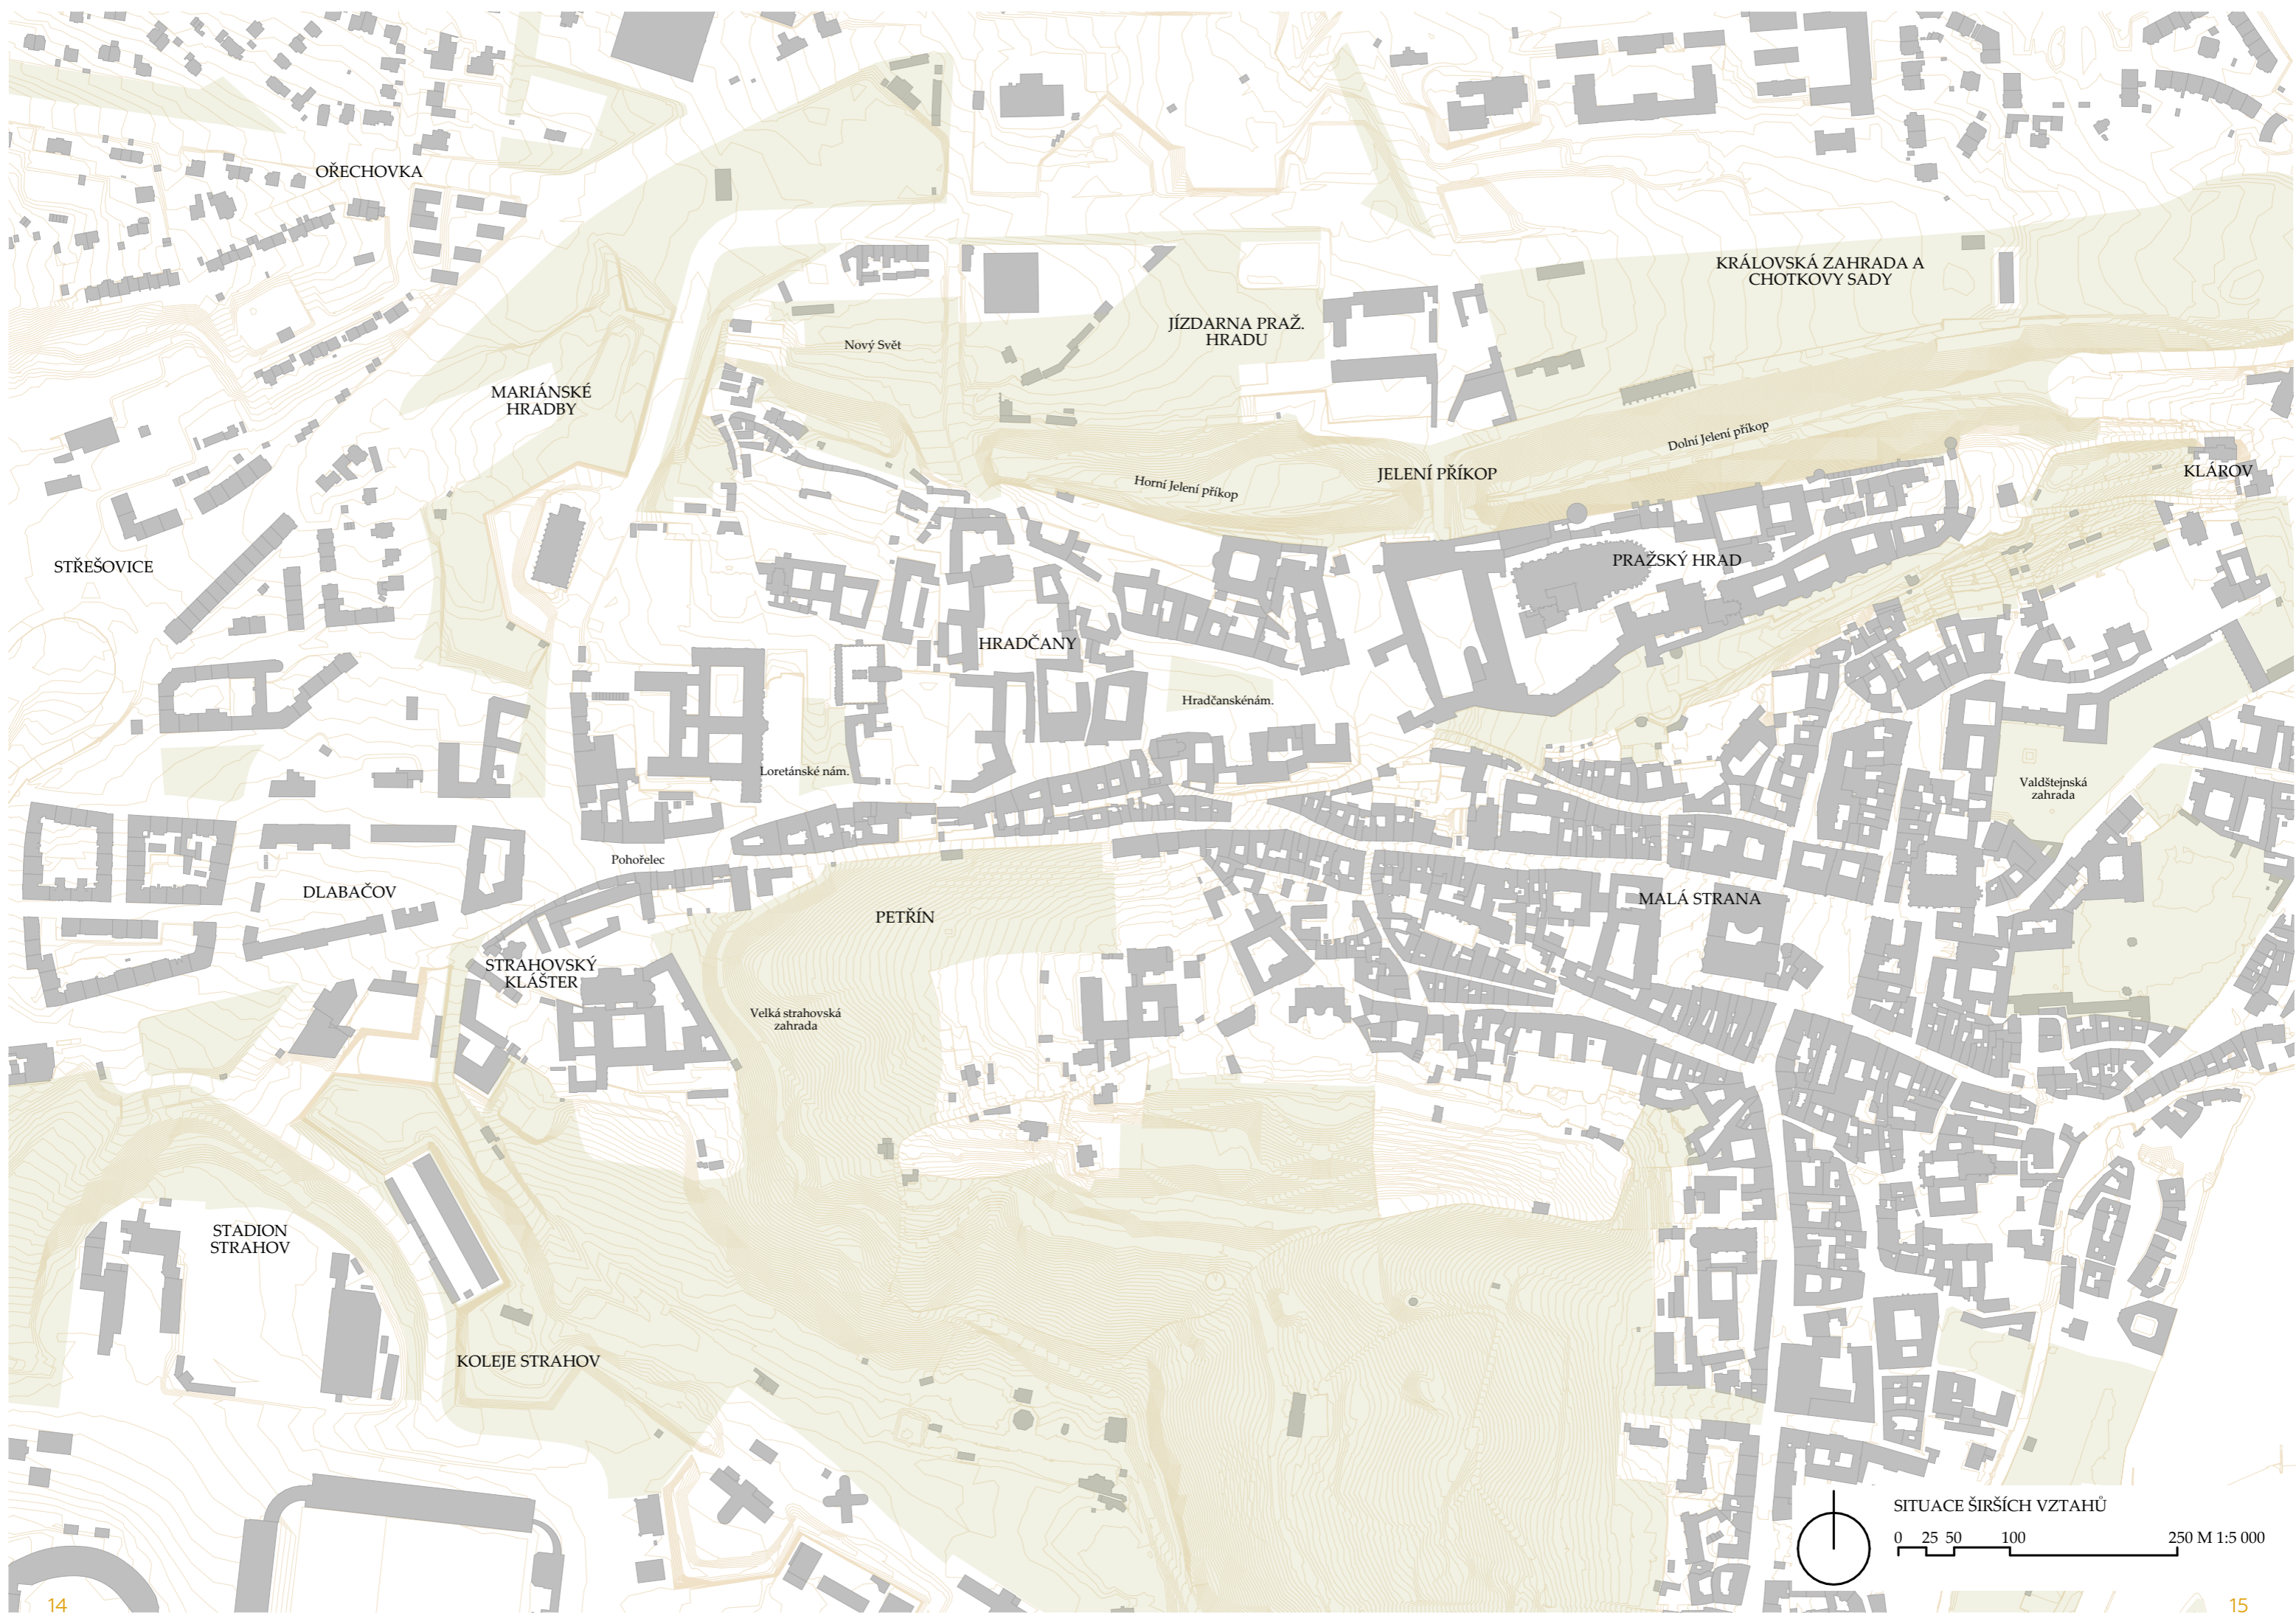 OŘECHOVKA
KRÁLOVSKÁ ZAHRADA A
CHOTKOVY SADY
JÍZDARNA PRAŽ.
HRADU
Nový Svět
MARIÁNSKÉ
HRADBY
Dolní Jelení příkop
JELENÍ PŘÍKOP
KLÁROV
Horní Jelení příkop
STŘEŠOVICE
PRAŽSKÝ HRAD
HRADČANY
Hradčanskénám.
Loretánské nám.
Valdštejnská
zahrada
Pohořelec
DLABAČOV
MALÁ STRANA
PETŘÍN
STRAHOVSKÝ
KLÁŠTER
Velká strahovská
zahrada
STADION
STRAHOV
KOLEJE STRAHOV
SITUACE ŠIRŠÍCH VZTAHŮ
0 25 50 100 250 M 1:5 000
14
15